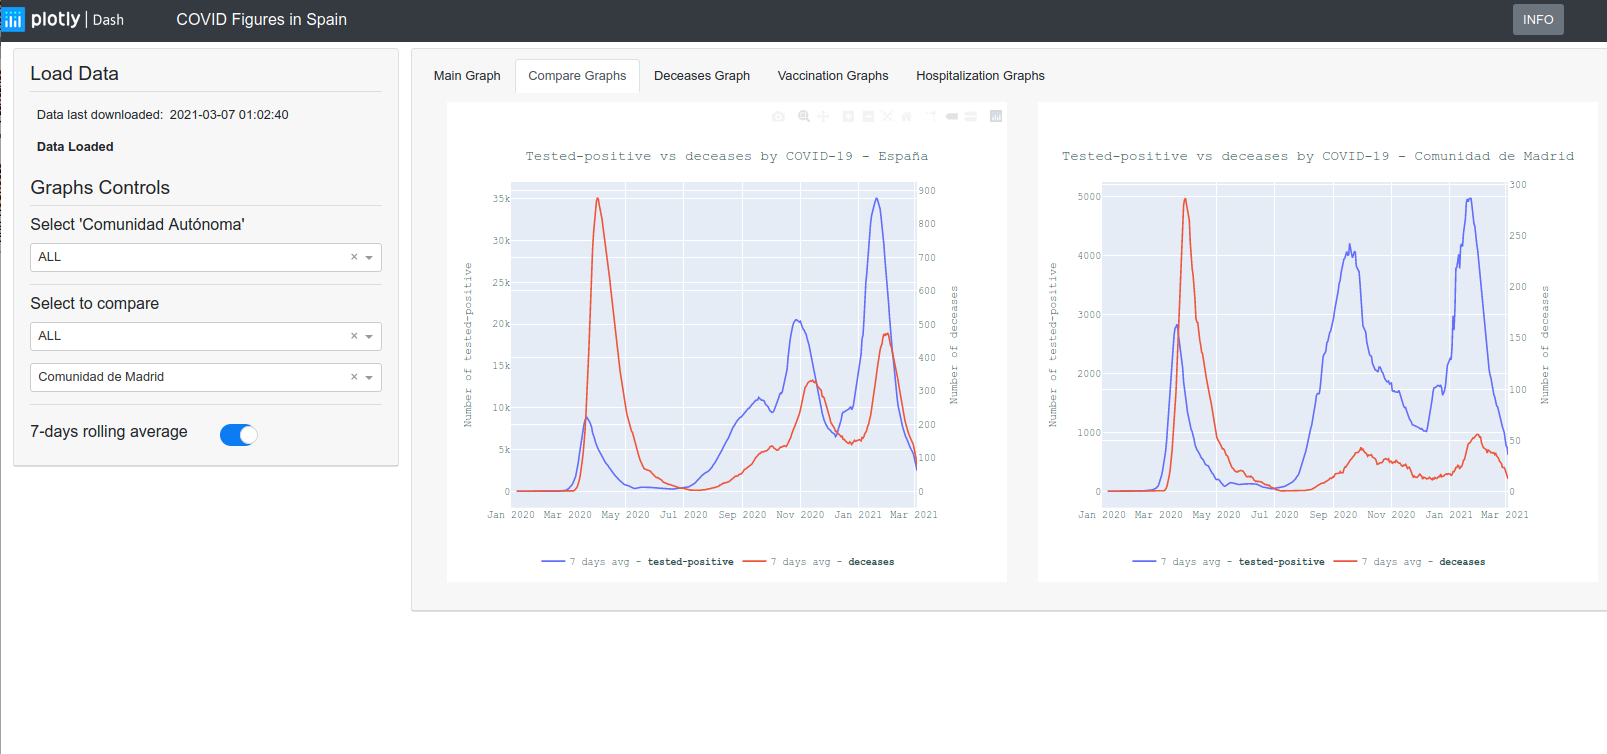 plotly | Dash
COVID Figures in Spain
INFO
Load Data
Data last downloaded: 2021-03-07 01:02:40
Data Loaded
Graphs Controls
Select 'Comunidad Autónoma'
ALL
Select to compare
ALL
Comunidad de Madrid
7-days rolling average
Main Graph
Compare Graphs
Deceases Graph
Vaccination Graphs
Hospitalization Graphs
Tested-positive vs deceases by COVID-19 - España
Number of tested-positive
35k
30k
25k
20k
15k
10k
5k
0
900
800
700
600
500
400
300
200
100
0
Number of deceases
Jan 2020 Mar 2020 May 2020 Jul 2020 Sep 2020 Nov 2020 Jan 2021 Mar 2021
7 days avg - tested-positive
7 days avg - deceases
Tested-positive vs deceases by COVID-19 - Comunidad de Madrid
Number of tested-positive
5000
4000
3000
2000
1000
0
300
250
200
150
100
50
0
Number of deceases
Jan 2020 Mar 2020 May 2020 Jul 2020 Sep 2020 Nov 2020 Jan 2021 Mar 2021
7 days avg - tested-positive
7 days avg - deceases